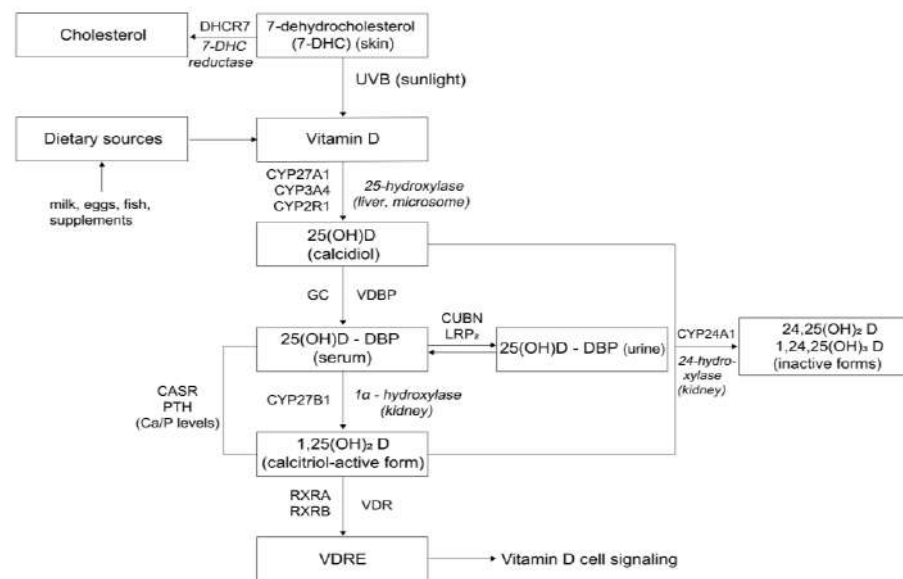 Cholesterol
DHCR7
7-DHC
reductase
7-dehydrocholesterol
(7-DHC) (skin)
UVB (sunlight)
Dietary sources
Vitamin D
milk, eggs, fish,
supplements
CYP27A1
CYP3A4
CYP2R1
25-hydroxylase
(liver, microsome)
25(OH)D
(calcidiol)
GC
VDBP
25(OH)D - DBP
(serum)
CUBN
LRP₂
25(OH)D - DBP (urine)
CYP24A1
24-hydro-
xylase
(kidney)
24,25(OH)₂ D
1,24,25(OH)₃ D
(inactive forms)
CASR
PTH
(Ca/P levels)
CYP27B1
1α - hydroxylase
(kidney)
1,25(OH)₂ D
(calcitriol-active form)
RXRA
RXRB
VDR
VDRE
Vitamin D cell signaling